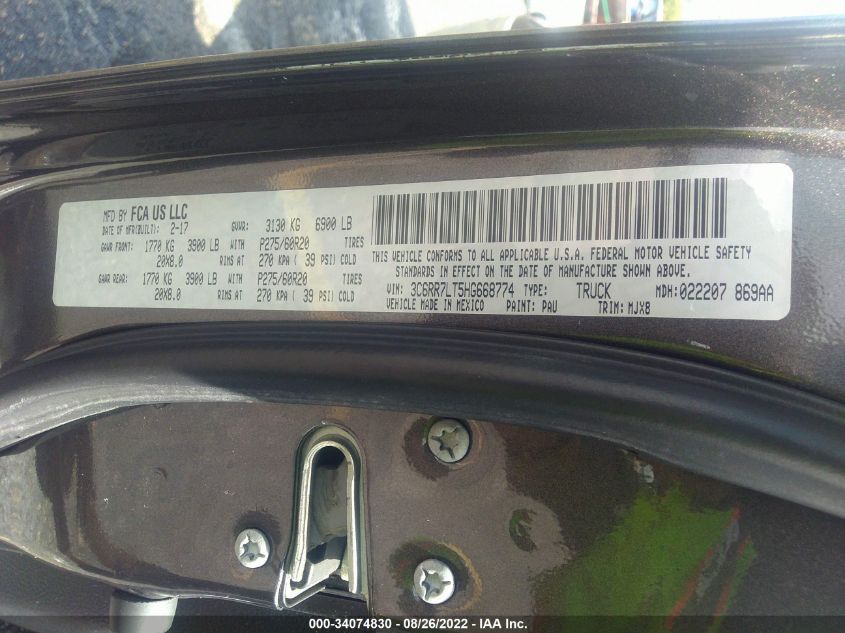 MFD BY FCA US LLC
DATE OF MFR(BUILT): 2-17 GVWR: 3130 KG 6900 LB
GAWR FRONT: 1770 KG 3900 LB WITH P275/60R20 TIRES
20X8.0 RIMS AT 270 KPA ( 39 PSI) COLD
GAWR REAR: 1770 KG 3900 LB WITH P275/60R20 TIRES
20X8.0 RIMS AT 270 KPA ( 39 PSI) COLD
THIS VEHICLE CONFORMS TO ALL APPLICABLE U.S.A. FEDERAL MOTOR VEHICLE SAFETY
STANDARDS IN EFFECT ON THE DATE OF MANUFACTURE SHOWN ABOVE.
VIN: 3C6RR7LT5HG668774 TYPE: TRUCK MDH: 022207 869AA
VEHICLE MADE IN MEXICO PAINT: PAU TRIM: MJX8
000-34074830 - 08/26/2022 - IAA Inc.